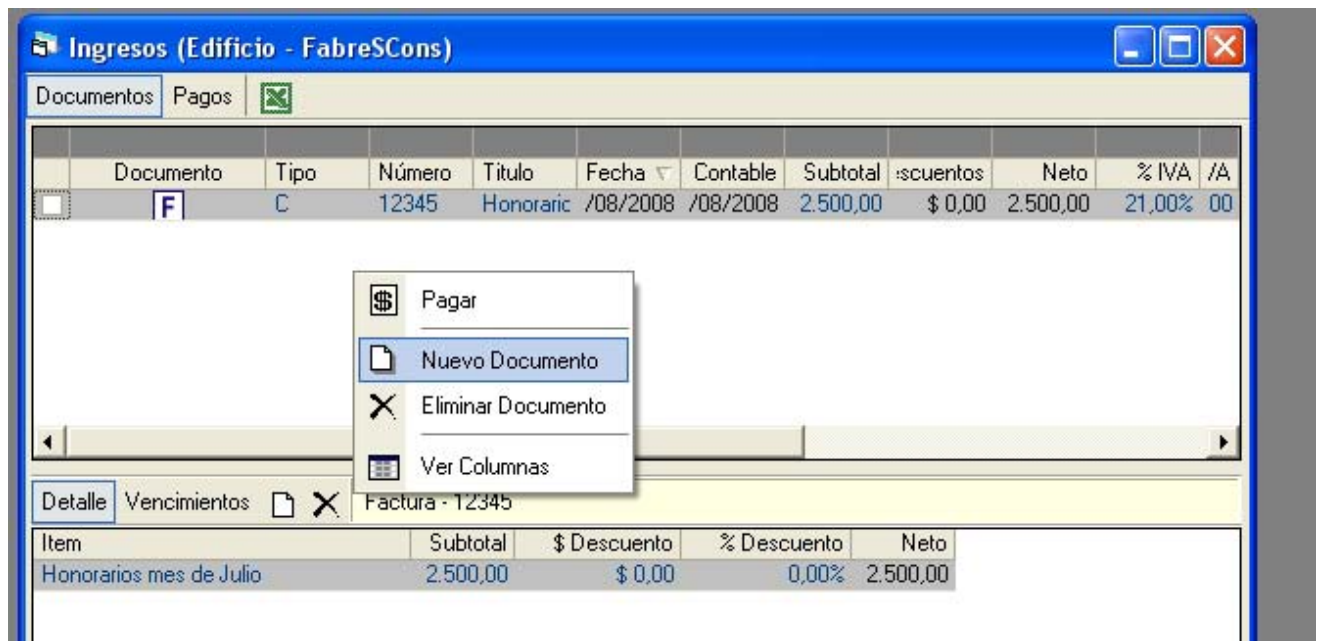 Ingresos (Edificio - FabreSCons)
Documentos Pagos
Documento Tipo Número Titulo Fecha Contable Subtotal scuentos Neto % IVA /A
F C 12345 Honoraric /08/2008 /08/2008 2.500,00 $ 0,00 2.500,00 21,00% 00
$ Pagar
Nuevo Documento
Eliminar Documento
Ver Columnas
Detalle Vencimientos Factura - 12345
Item Subtotal $ Descuento % Descuento Neto
Honorarios mes de Julio 2.500,00 $ 0,00 0,00% 2.500,00